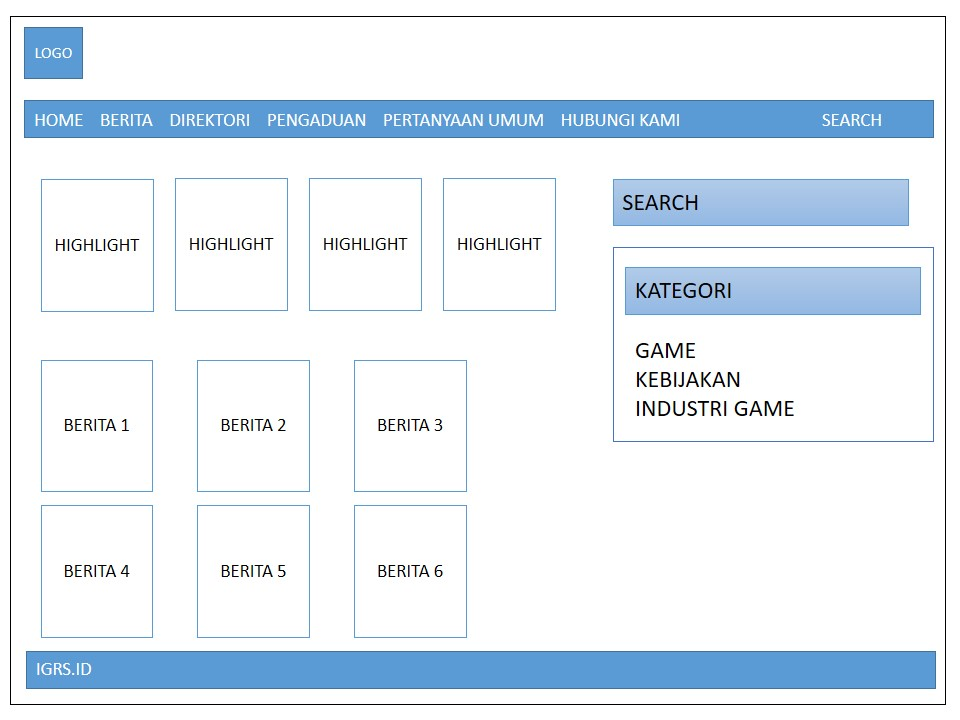 LOGO
HOME BERITA DIREKTORI PENGADUAN PERTANYAAN UMUM HUBUNGI KAMI SEARCH
HIGHLIGHT HIGHLIGHT HIGHLIGHT HIGHLIGHT
SEARCH
KATEGORI
GAME
KEBIJAKAN
INDUSTRI GAME
BERITA 1 BERITA 2 BERITA 3
BERITA 4 BERITA 5 BERITA 6
IGRS.ID